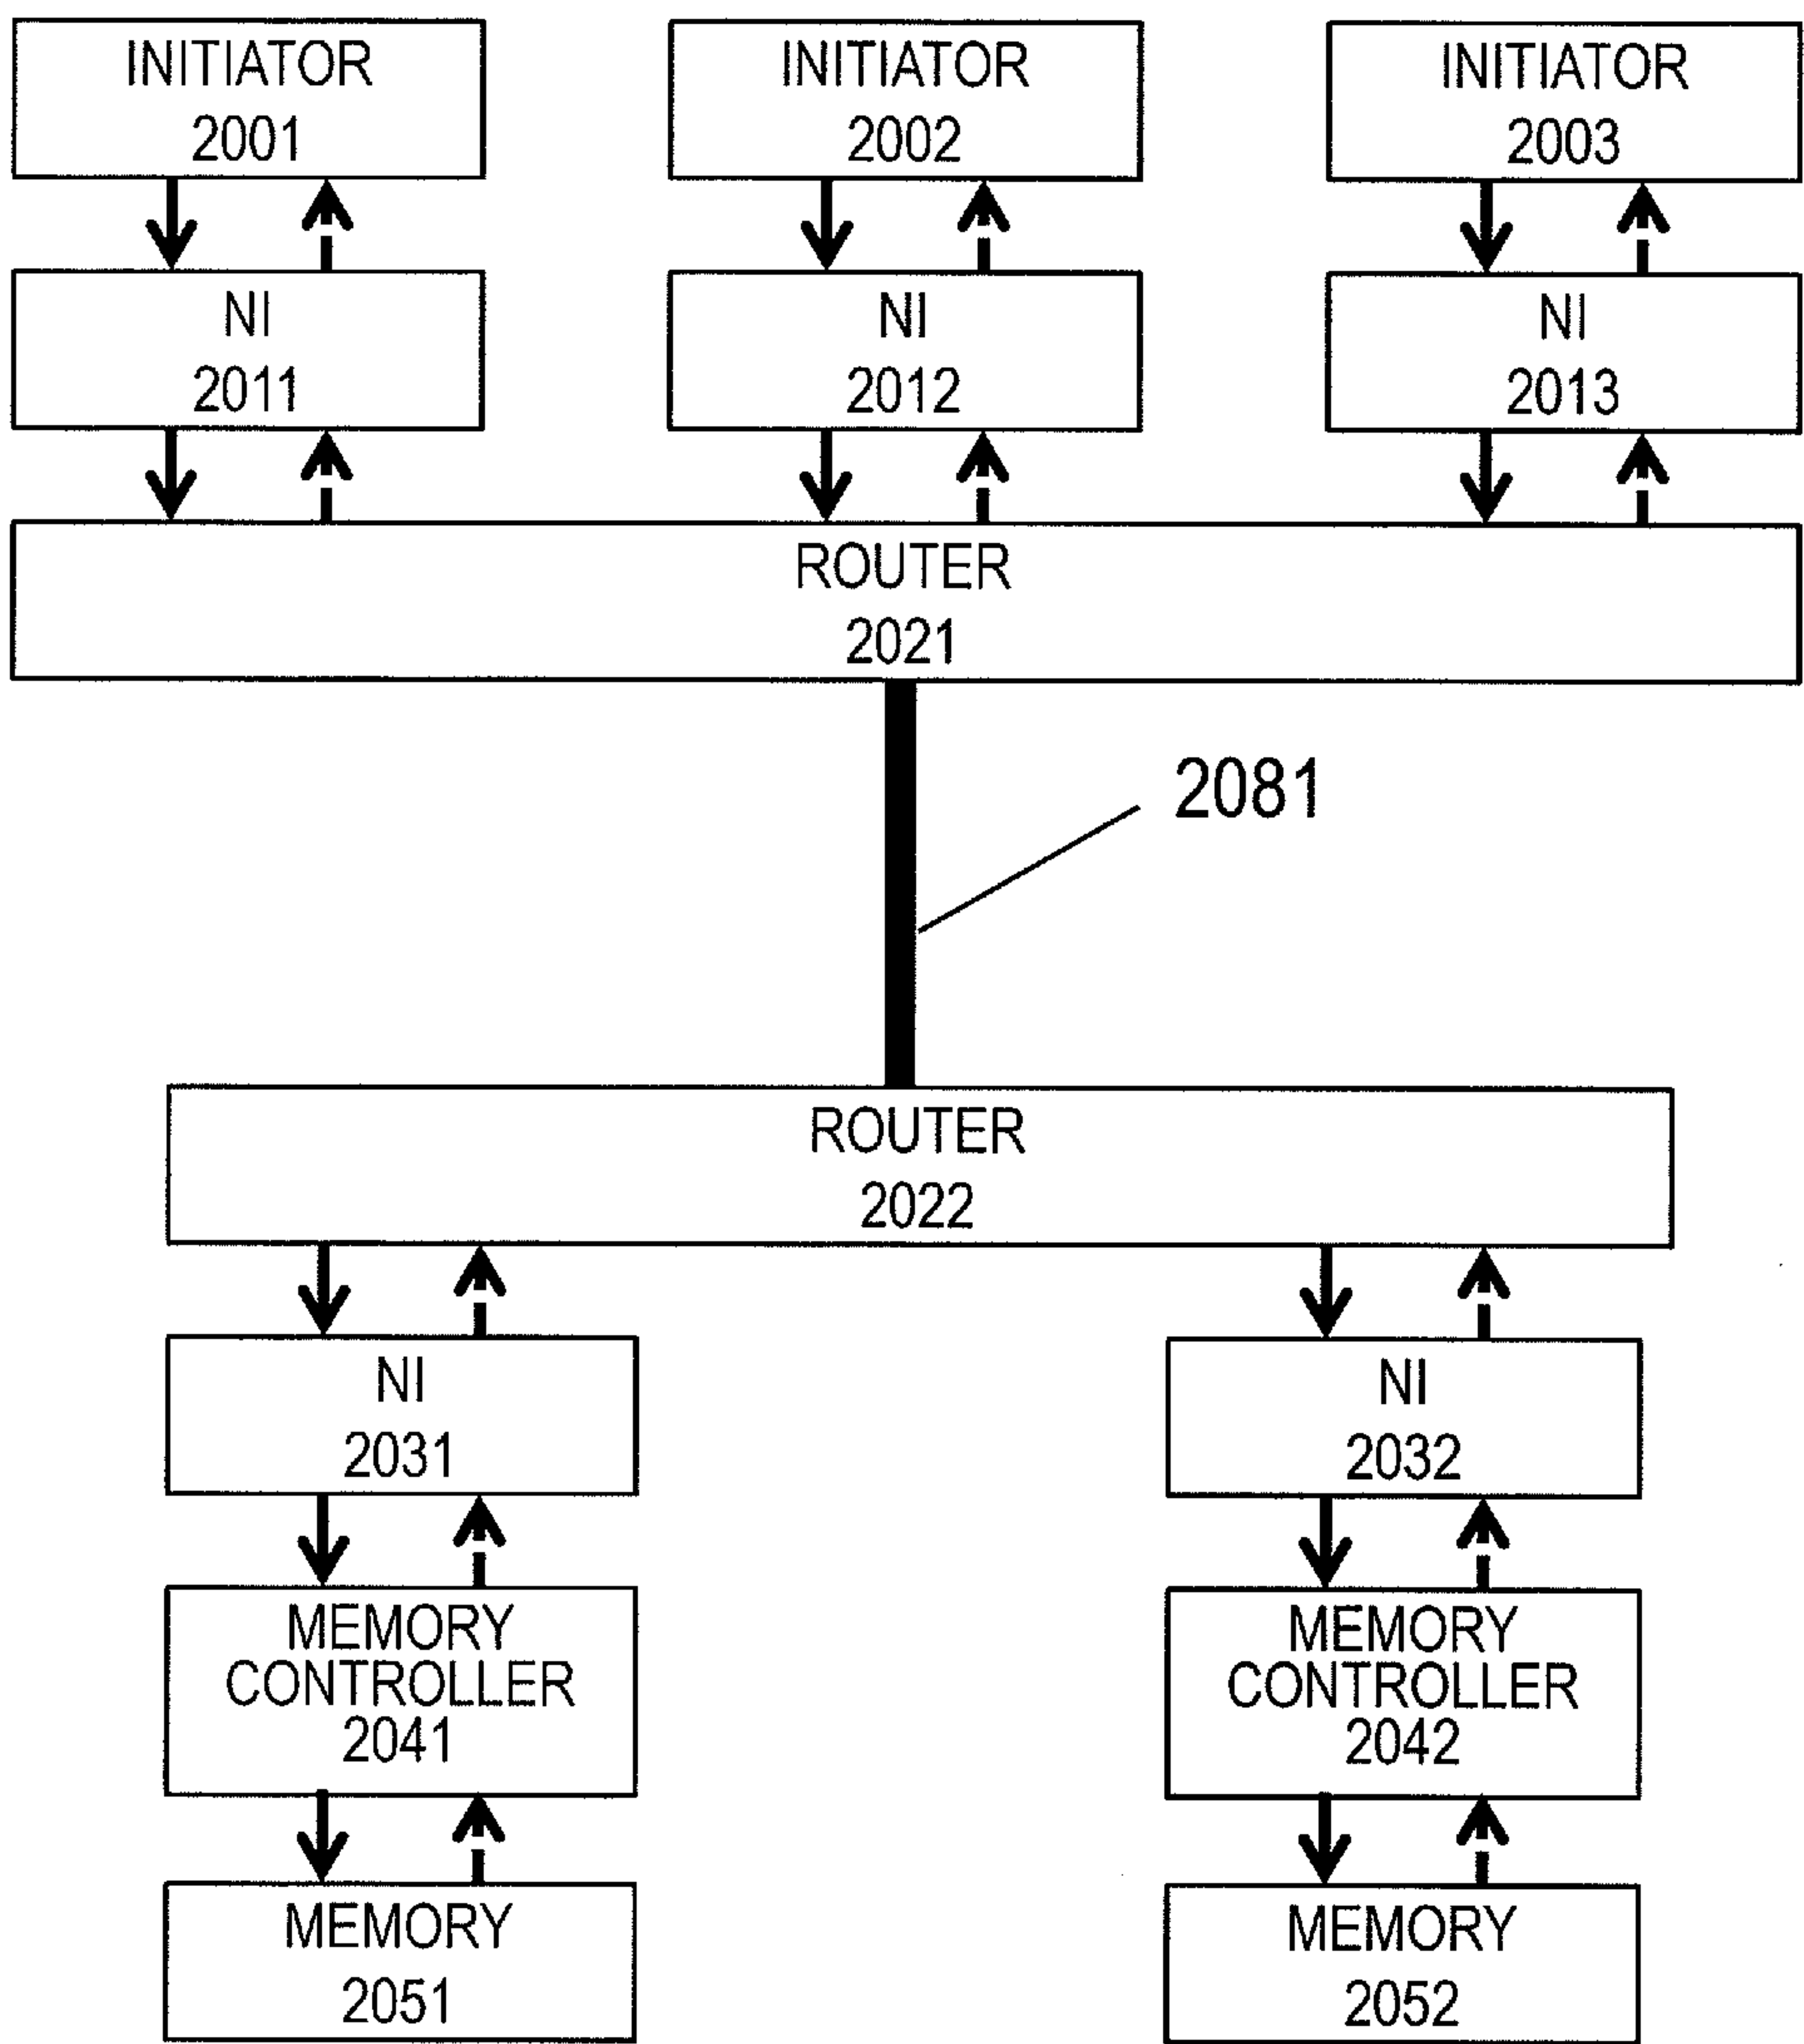 INITIATOR
2001
INITIATOR
2002
INITIATOR
2003
NI
2011
NI
2012
NI
2013
ROUTER
2021
2081
ROUTER
2022
NI
2031
NI
2032
MEMORY
CONTROLLER
2041
MEMORY
CONTROLLER
2042
MEMORY
2051
MEMORY
2052